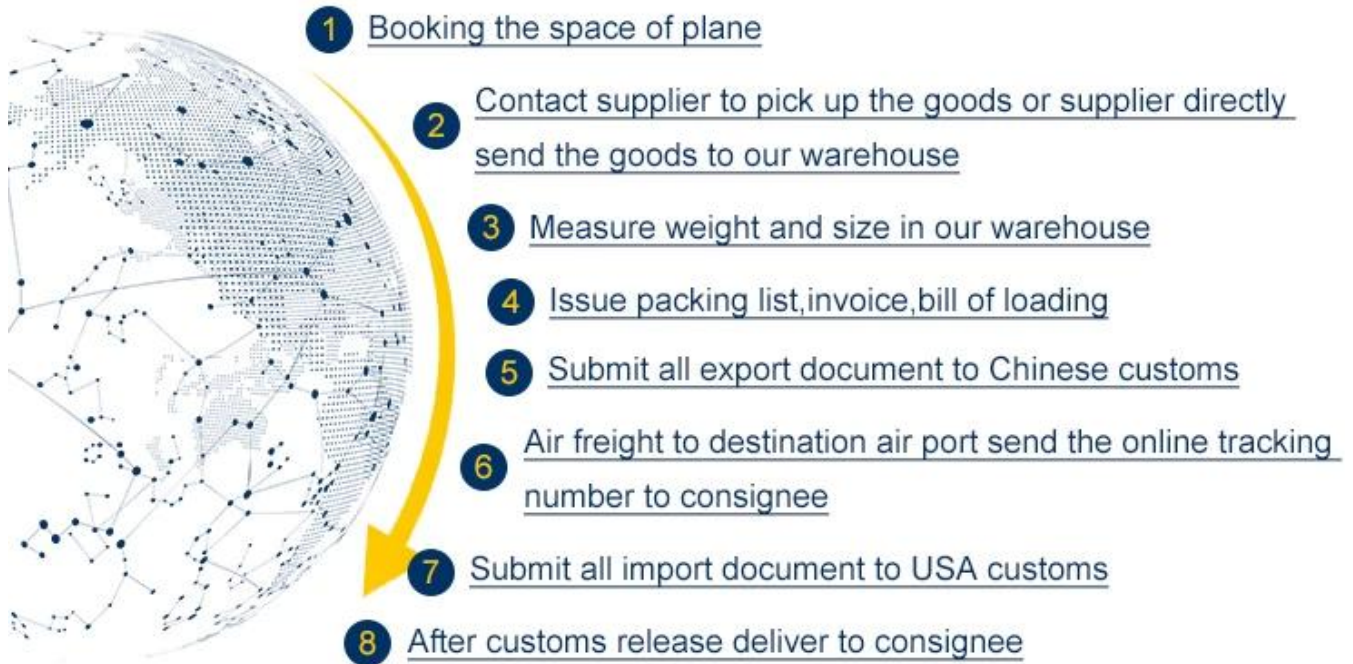 1 Booking the space of plane
2 Contact supplier to pick up the goods or supplier directly
send the goods to our warehouse
3 Measure weight and size in our warehouse
4 Issue packing list,invoice,bill of loading
5 Submit all export document to Chinese customs
6 Air freight to destination air port send the online tracking
number to consignee
7 Submit all import document to USA customs
8 After customs release deliver to consignee